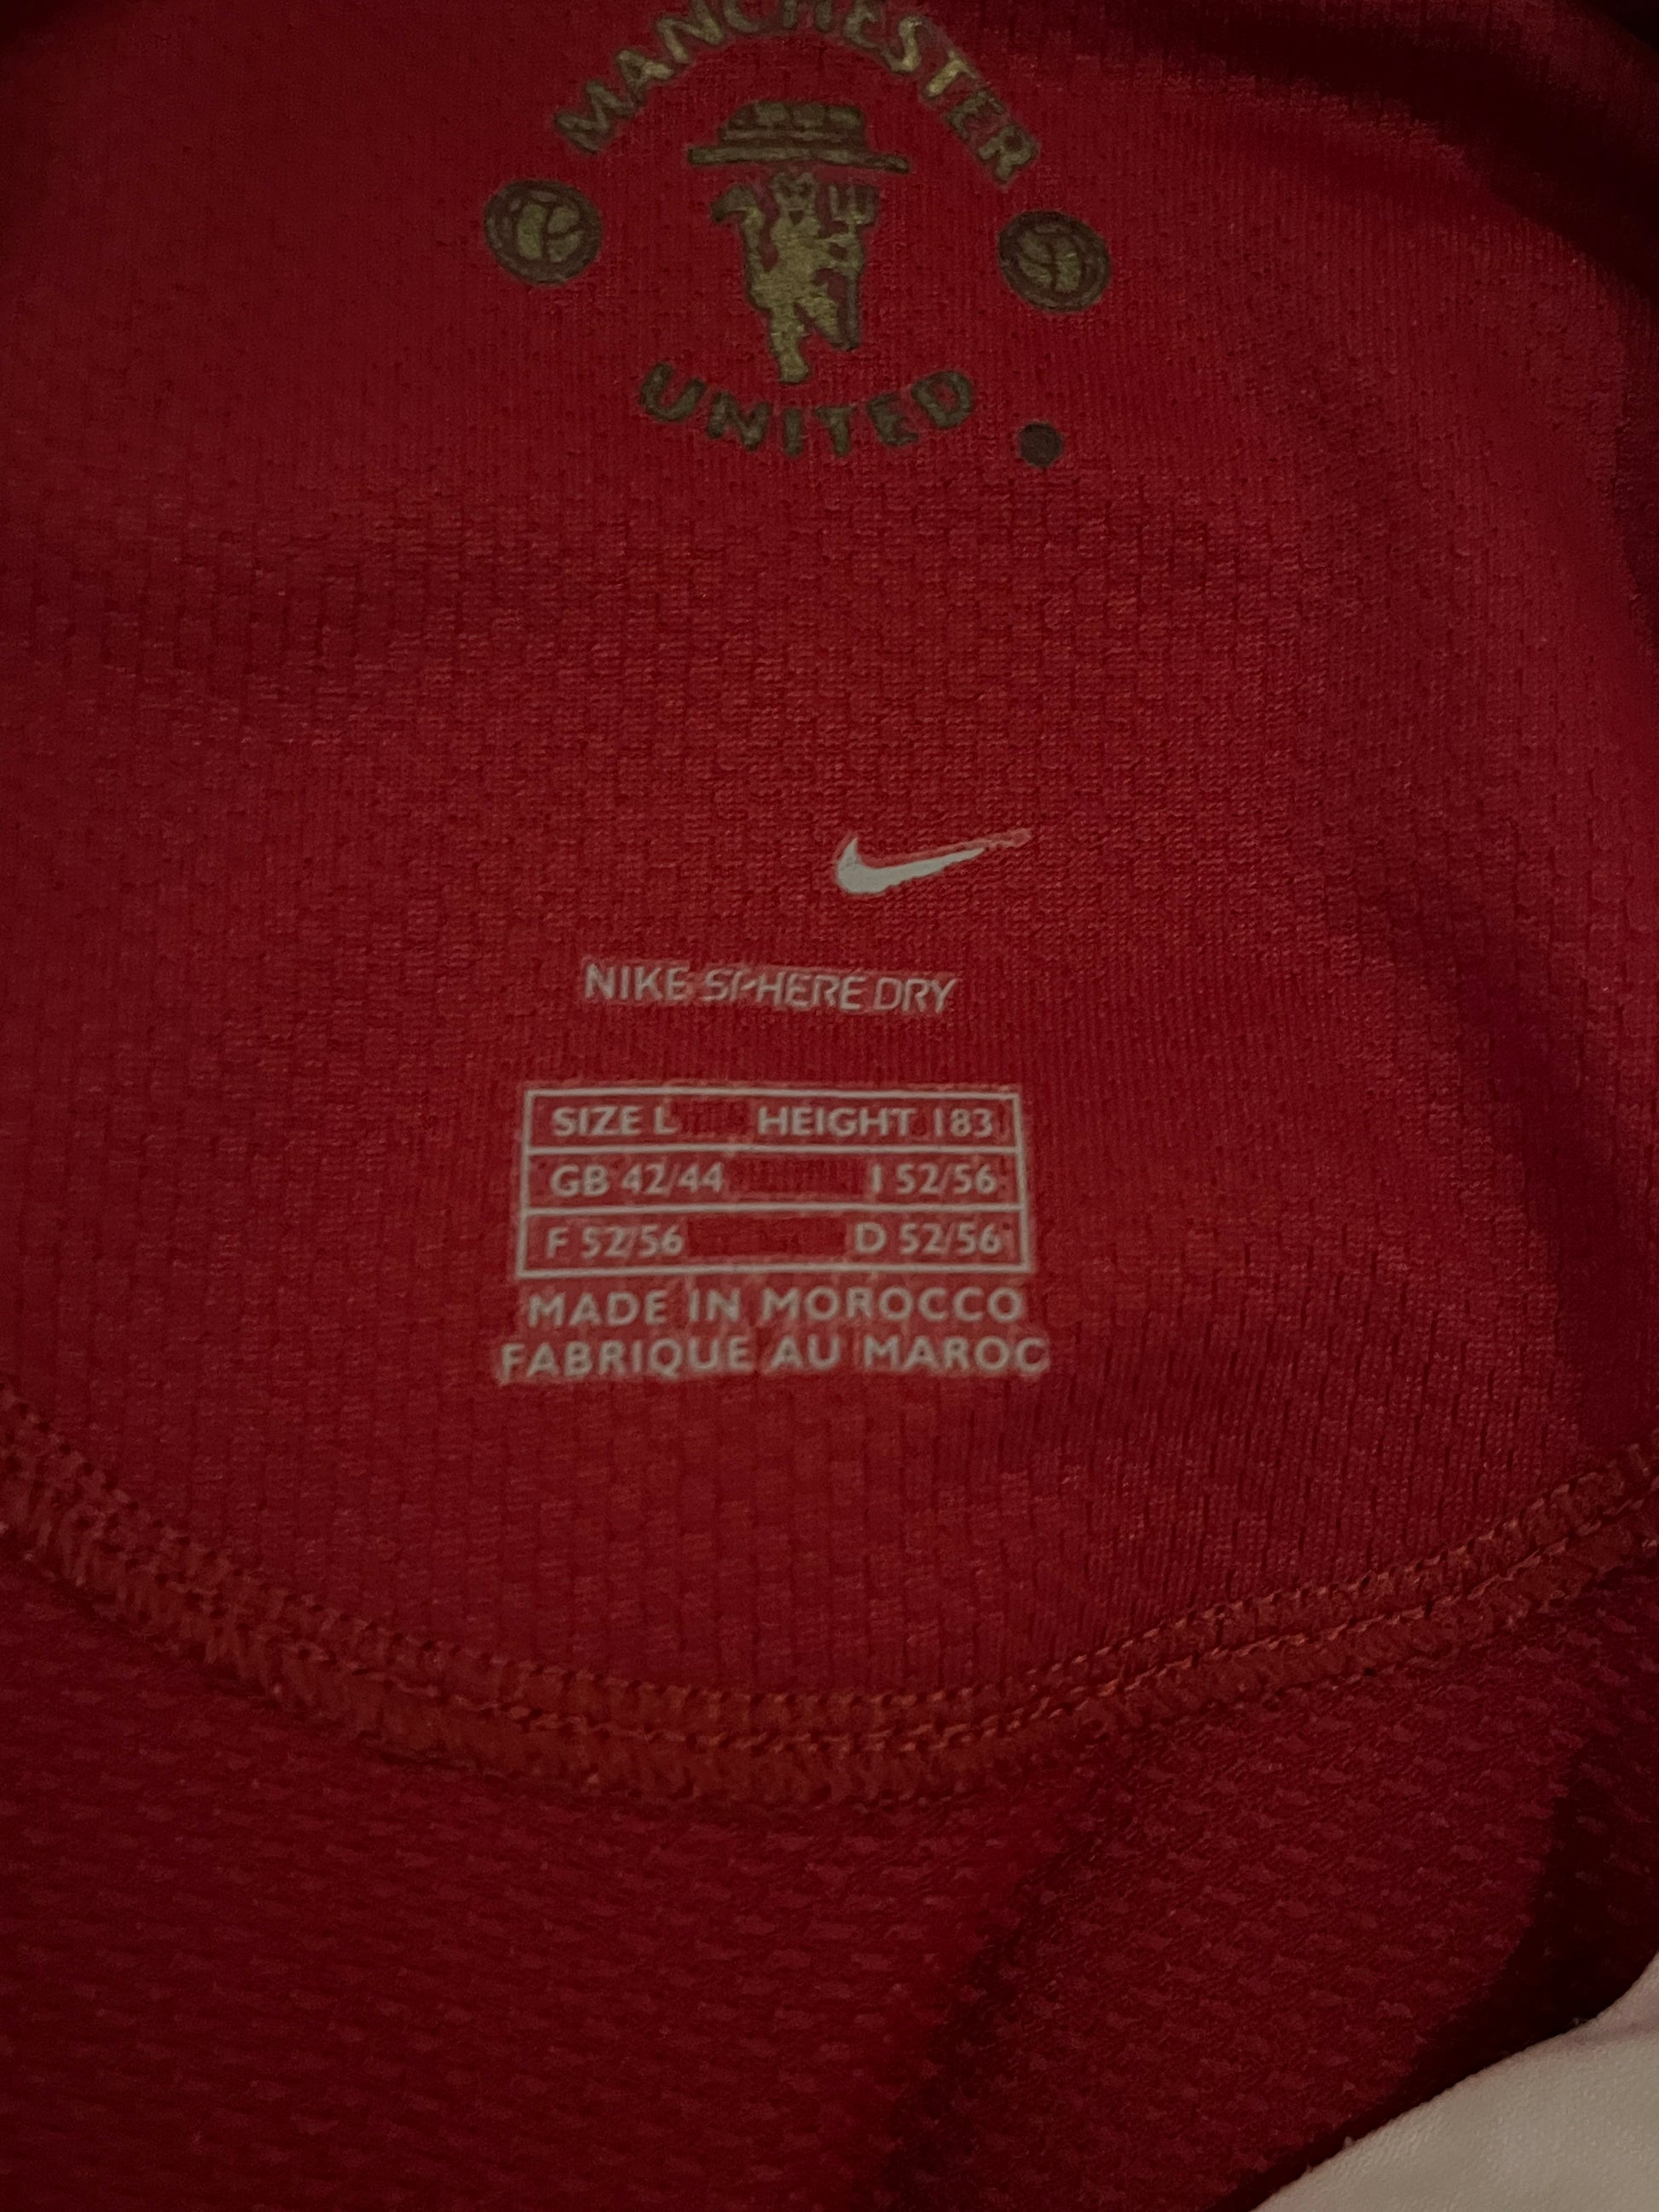 MANCHESTER
UNITED
NIKE SPHERE DRY
SIZE L HEIGHT 183
GB 42/44 I 52/56
F 52/56 D 52/56
MADE IN MOROCCO
FABRIQUE AU MAROC